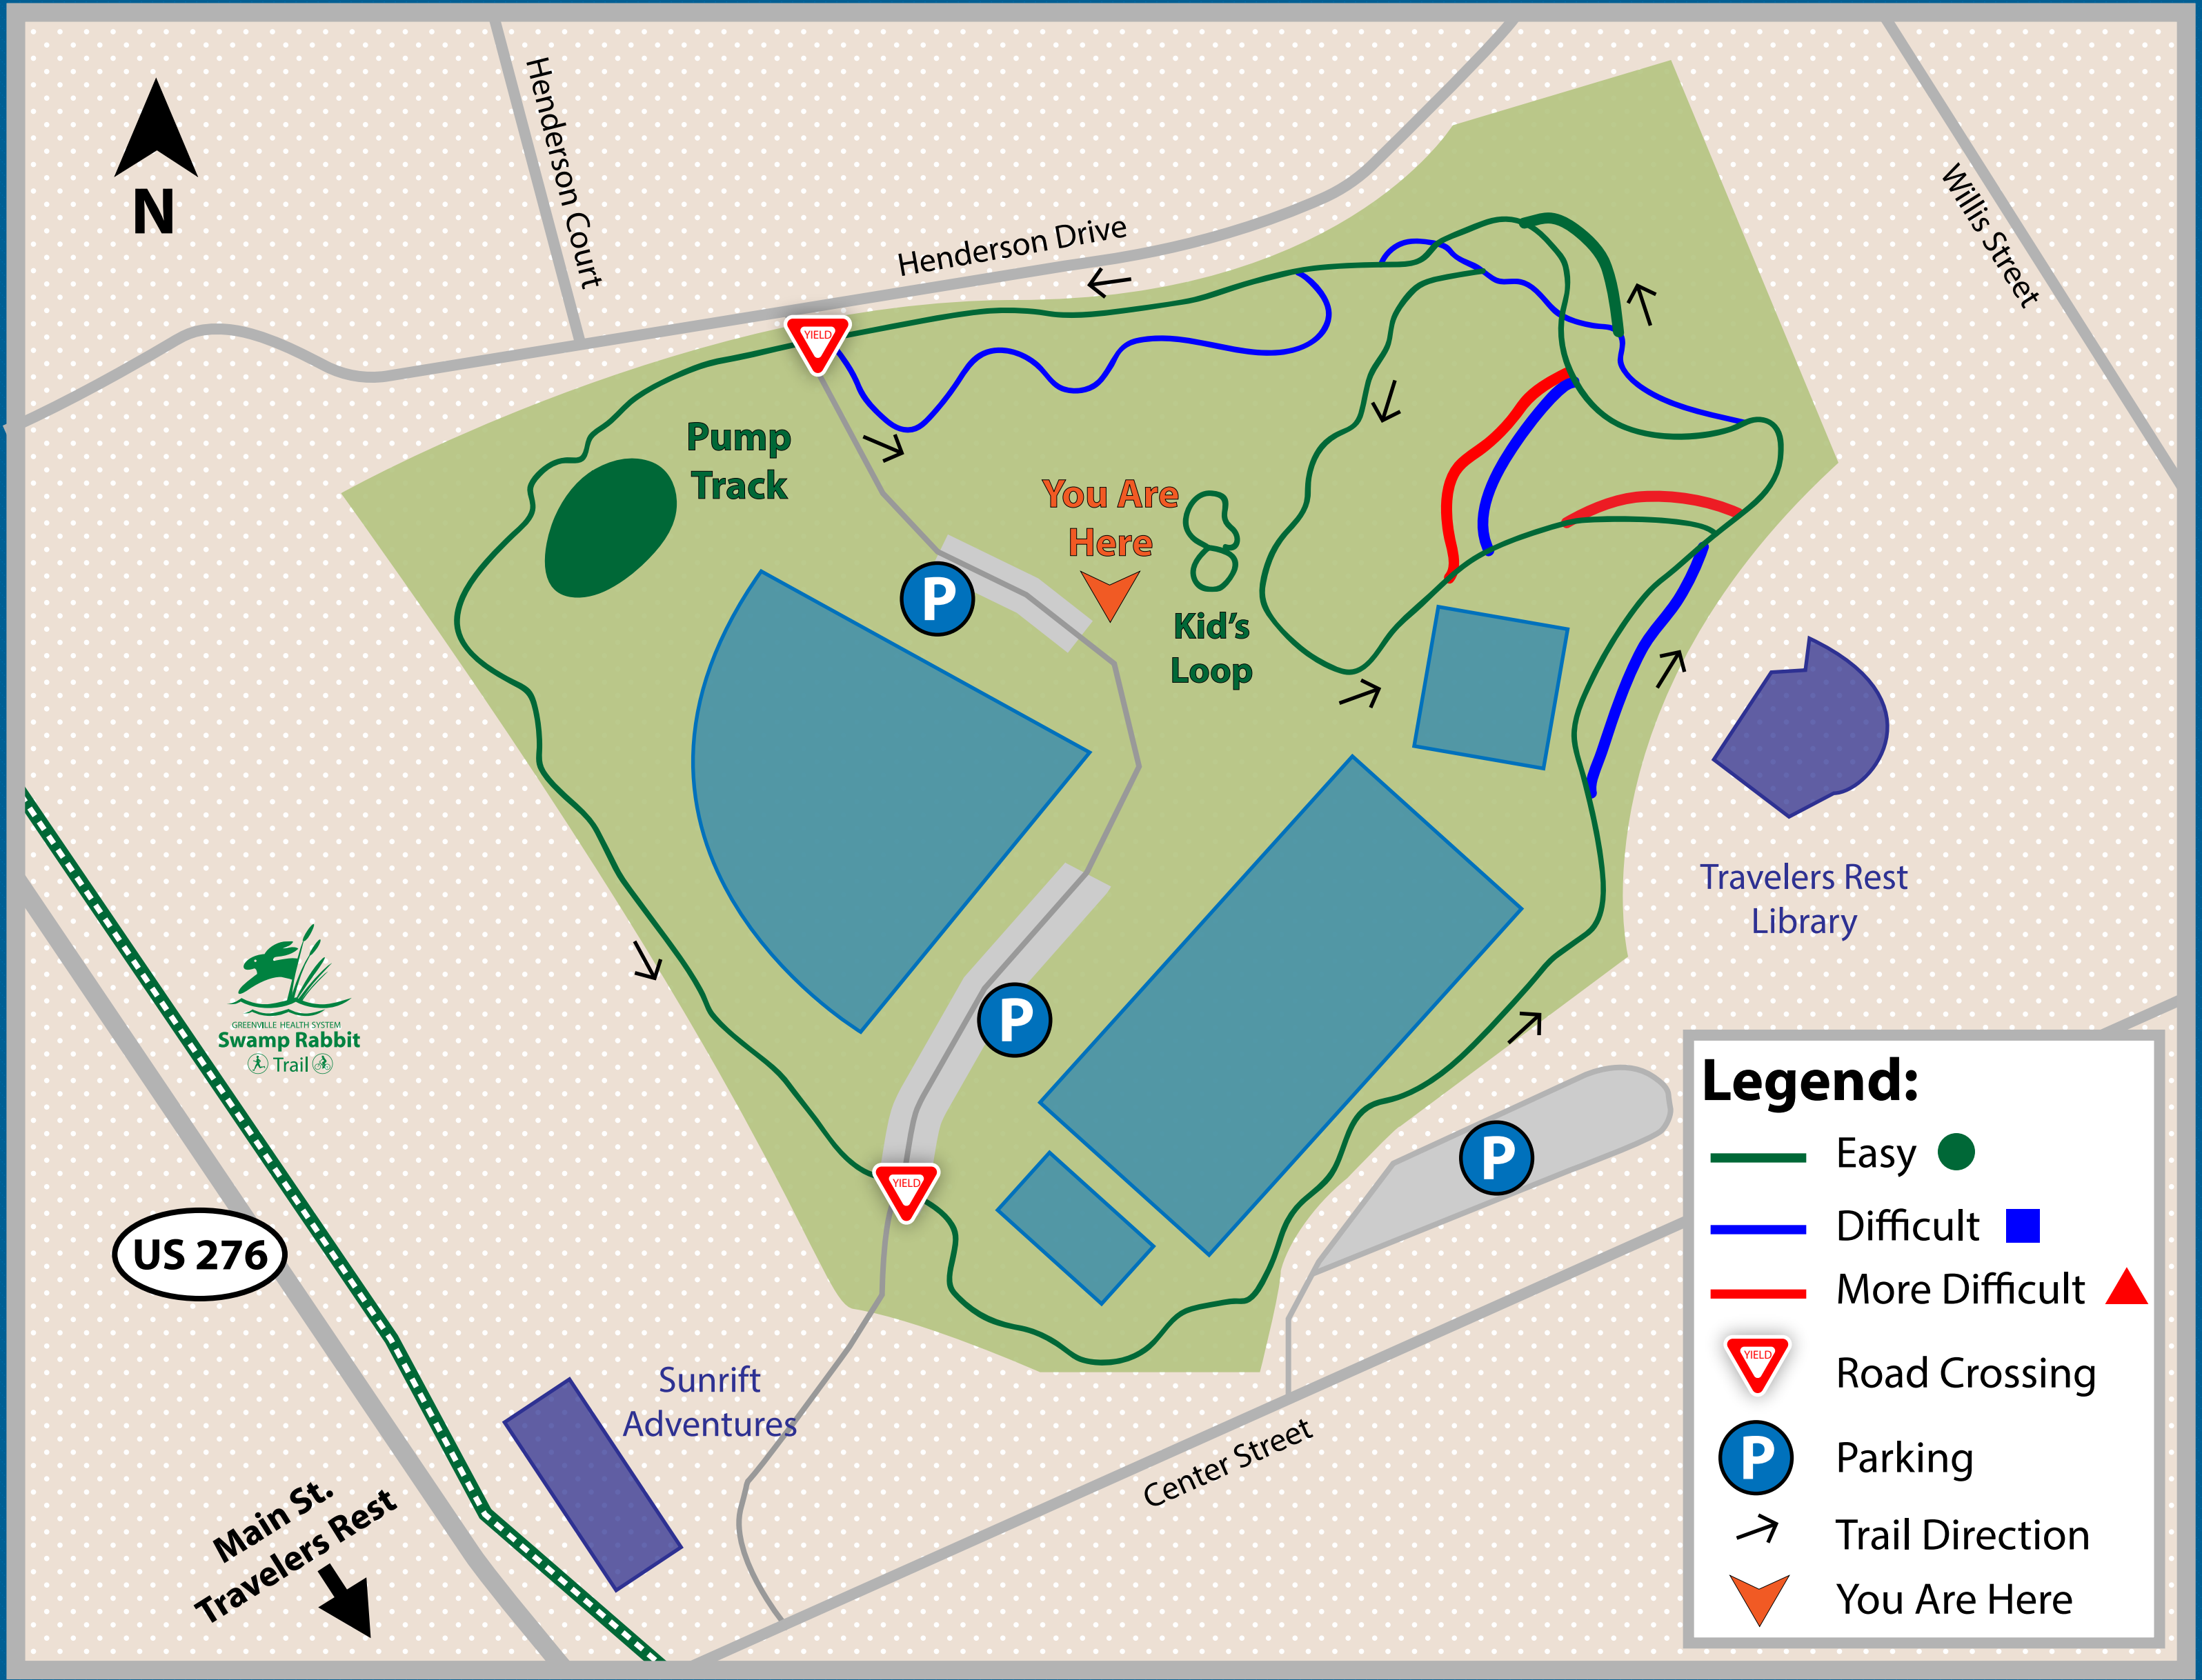 Henderson Court
Henderson Drive
Willis Street
N
YIELD
Pump
Track
You Are
Here
P
Kid's
Loop
Travelers Rest
Library
GREENVILLE HEALTH SYSTEM
Swamp Rabbit
Trail
P
YIELD
P
US 276
Sunrift
Adventures
Center Street
Main St.
Travelers Rest
Legend:
Easy
Difficult
More Difficult
YIELD
Road Crossing
P
Parking
Trail Direction
You Are Here